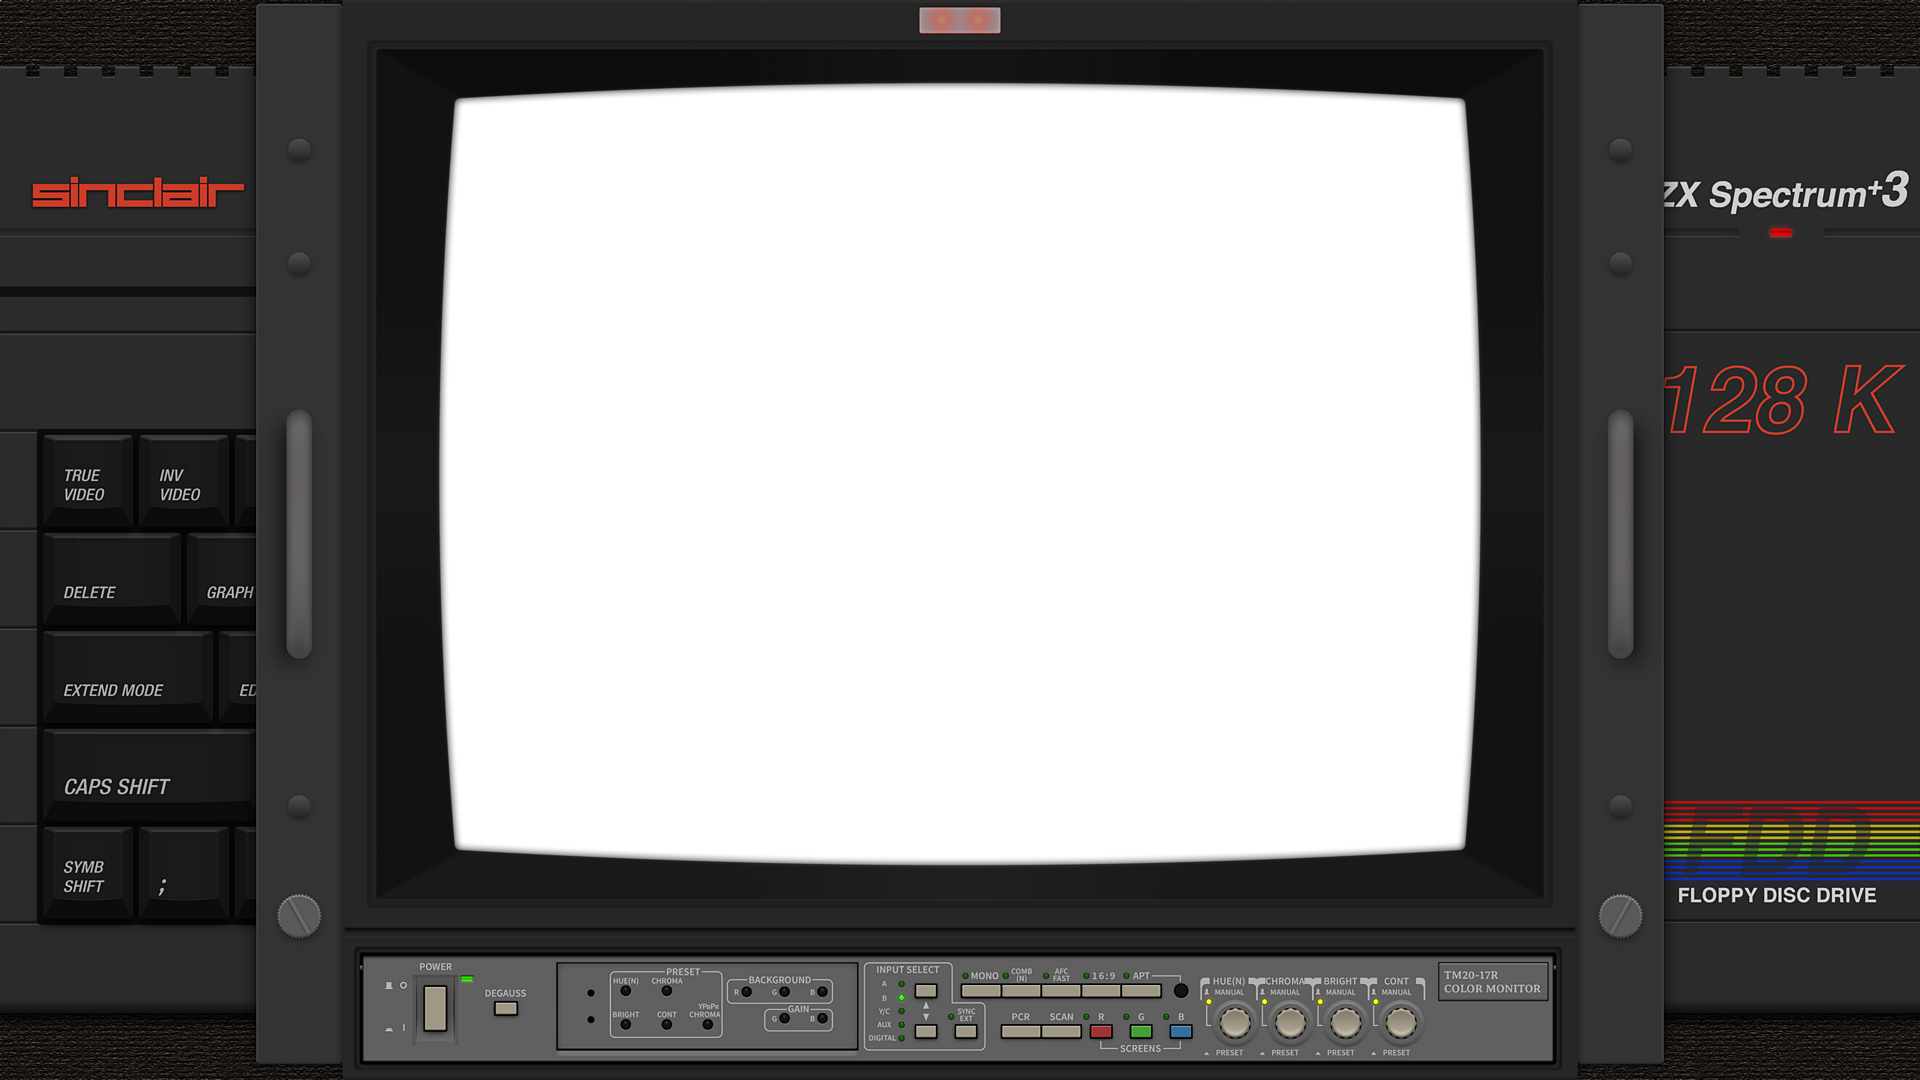 sinclair
ZX Spectrum+3
128 K
TRUE
VIDEO
INV
VIDEO
DELETE
GRAPH
EXTEND MODE
ED
CAPS SHIFT
SYMB
SHIFT
;
FDD
FLOPPY DISC DRIVE
POWER
O
I
DEGAUSS
PRESET
HUE(N)
CHROMA
BRIGHT
CONT
YPBPR
CHROMA
BACKGROUND
R G B
GAIN
G B
INPUT SELECT
A
B
Y/C
AUX
DIGITAL
SYNC
EXT
MONO
COMB
(N)
AFC
FAST
16:9
APT
PCR
SCAN
R
G
B
SCREENS
HUE(N)
MANUAL
PRESET
CHROMA
MANUAL
PRESET
BRIGHT
MANUAL
PRESET
CONT
MANUAL
PRESET
TM20-17R
COLOR MONITOR